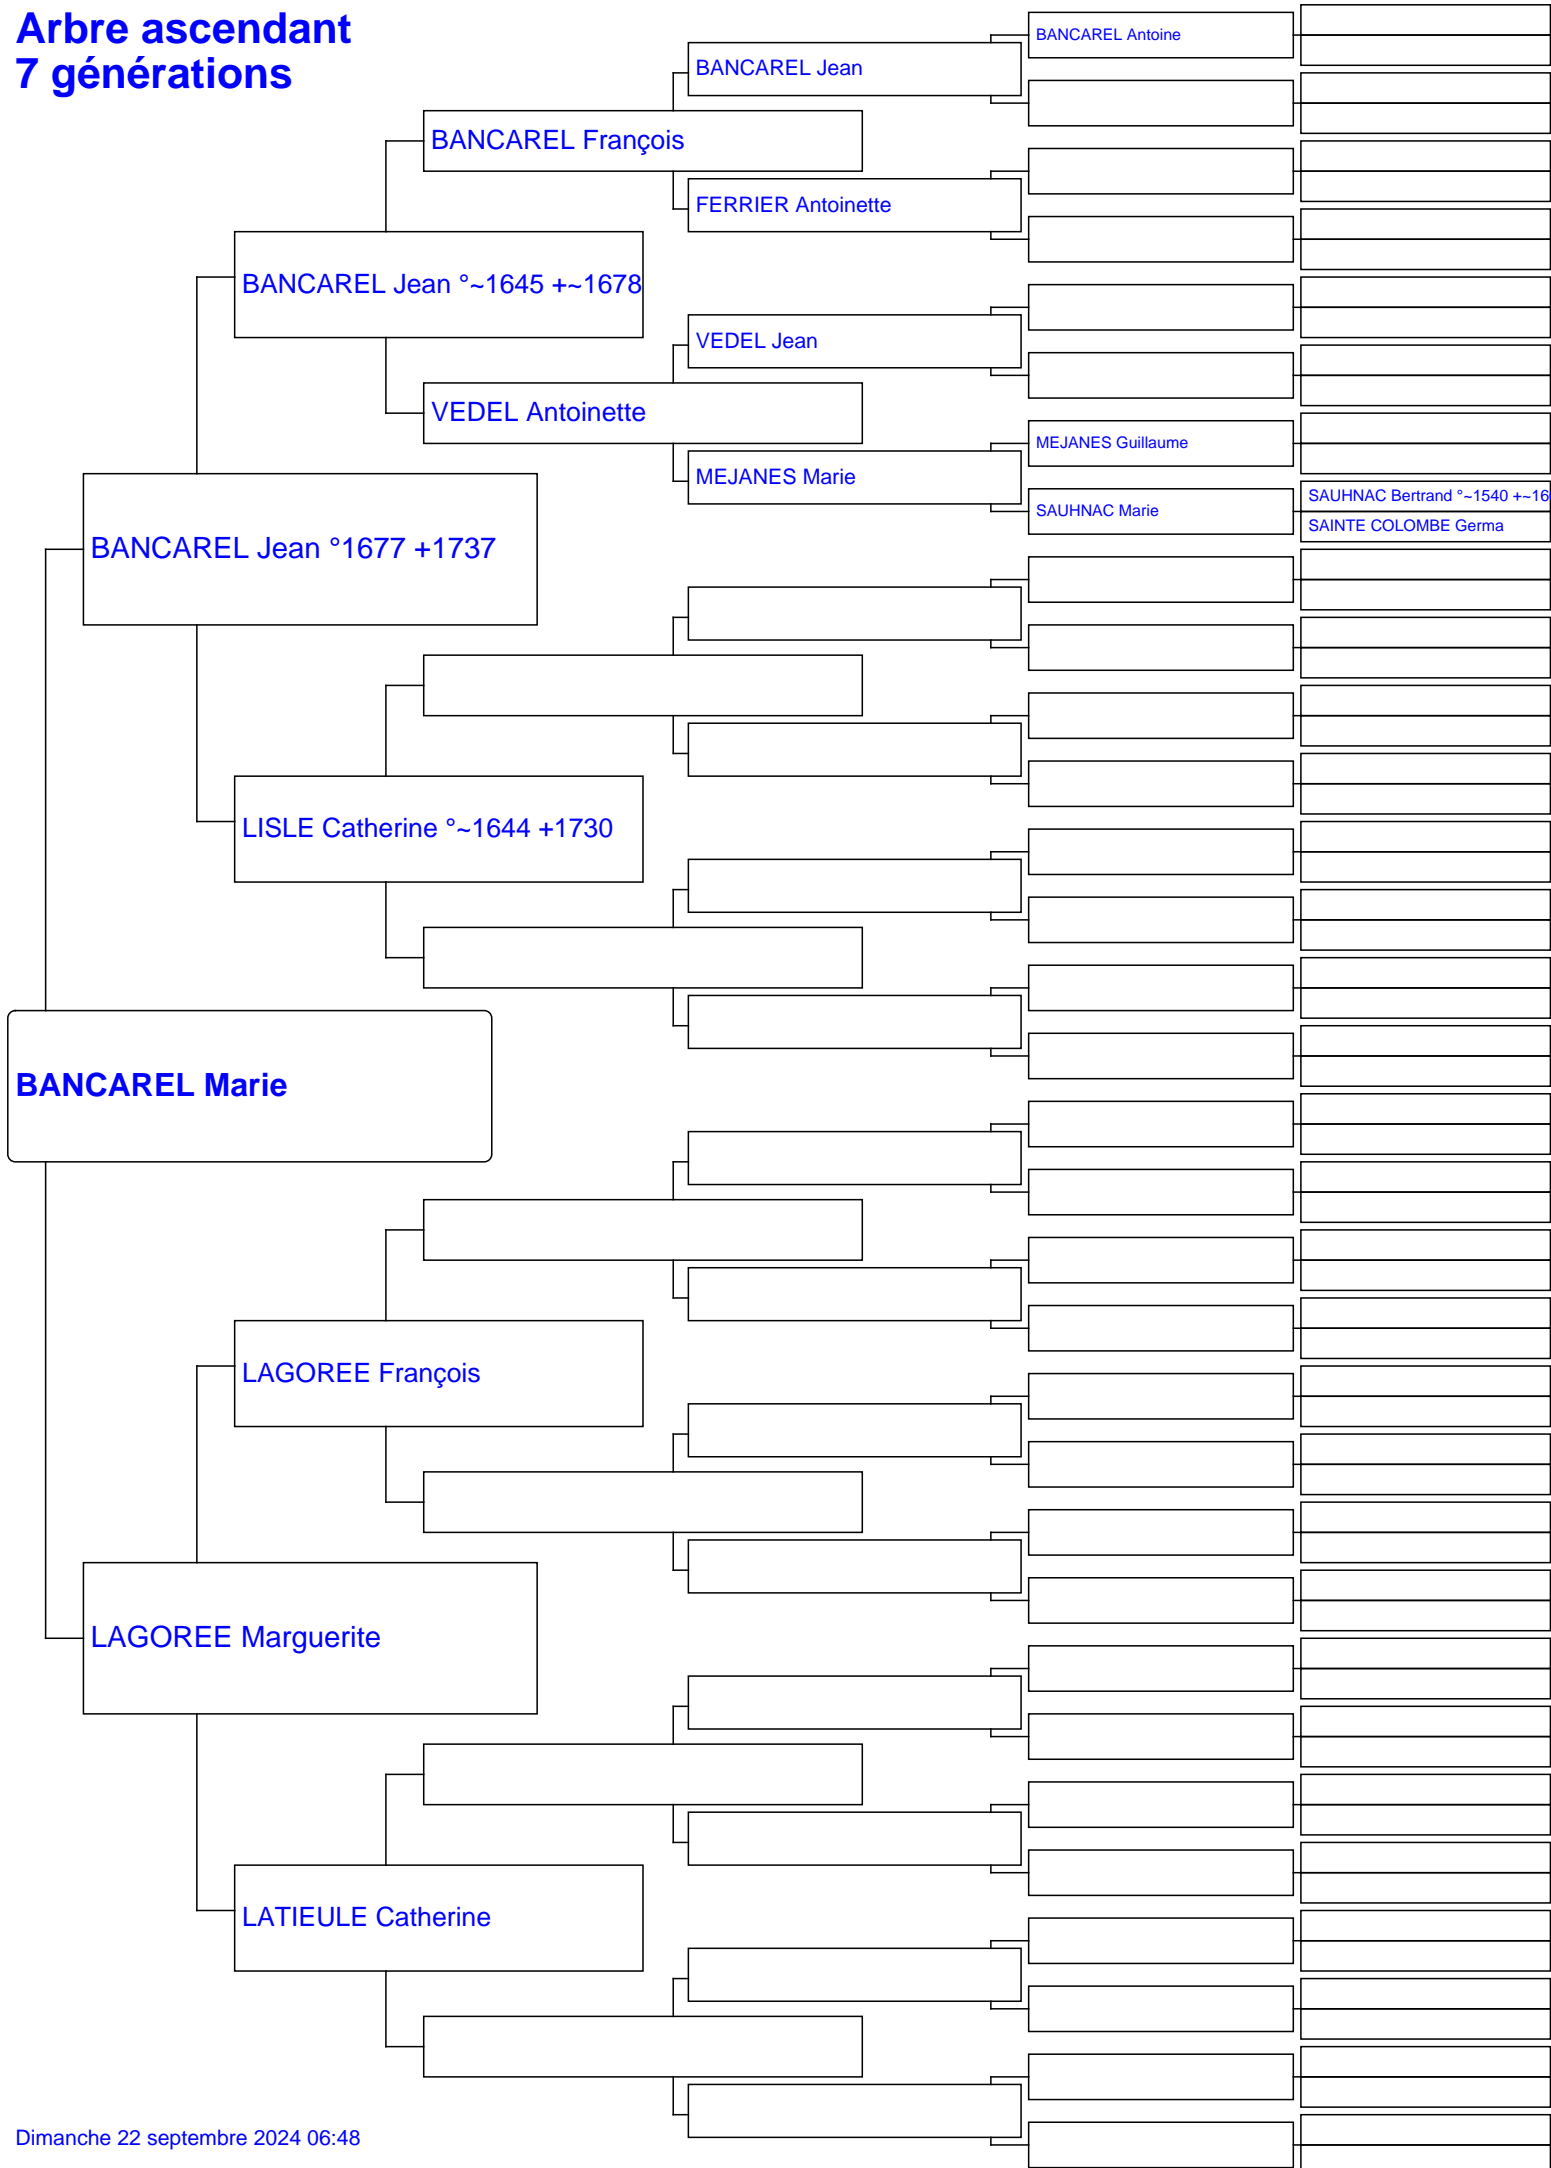 Arbre ascendant
7 générations
BANCAREL Antoine
BANCAREL Jean
BANCAREL François
FERRIER Antoinette
BANCAREL Jean °~1645 +~1678
VEDEL Jean
VEDEL Antoinette
MEJANES Guillaume
MEJANES Marie
SAUHNAC Bertrand °~1540 +~16
SAUHNAC Marie
SAINTE COLOMBE Germa
BANCAREL Jean °1677 +1737
LISLE Catherine °~1644 +1730
BANCAREL Marie
LAGOREE François
LAGOREE Marguerite
LATIEULE Catherine
Dimanche 22 septembre 2024 06:48